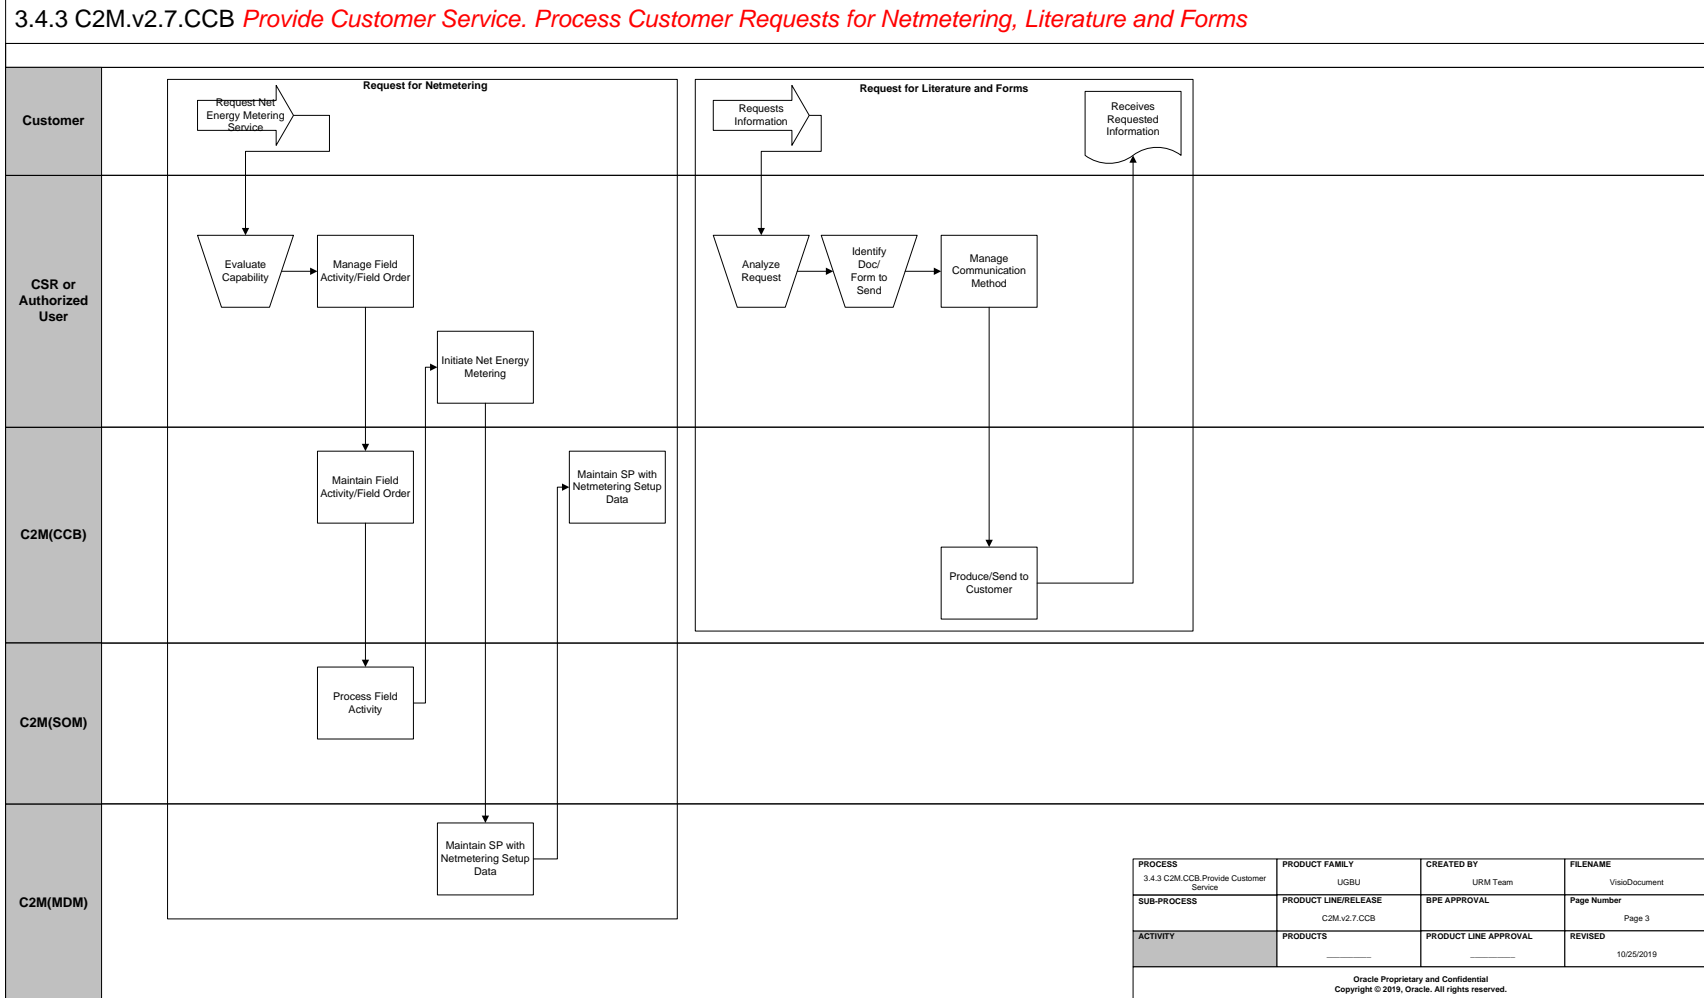 3.4.3 C2M.v2.7.CCB Provide Customer Service. Process Customer Requests for Netmetering, Literature and Forms
Customer
Request for Netmetering
Request Net
Energy Metering
Service
Request for Literature and Forms
Requests
Information
Receives
Requested
Information
CSR or
Authorized
User
Evaluate
Capability
Manage Field
Activity/Field Order
Initiate Net Energy
Metering
Analyze
Request
Identify
Doc/
Form to
Send
Manage
Communication
Method
C2M(CCB)
Maintain Field
Activity/Field Order
Maintain SP with
Netmetering Setup
Data
Produce/Send to
Customer
C2M(SOM)
Process Field
Activity
C2M(MDM)
Maintain SP with
Netmetering Setup
Data
PROCESS
3.4.3 C2M.CCB.Provide Customer
Service
PRODUCT FAMILY
UGBU
CREATED BY
URM Team
FILENAME
VisioDocument
SUB-PROCESS
PRODUCT LINE/RELEASE
C2M.v2.7.CCB
BPE APPROVAL
Page Number
Page 3
ACTIVITY
PRODUCTS
PRODUCT LINE APPROVAL
REVISED
10/25/2019
Oracle Proprietary and Confidential
Copyright © 2019, Oracle. All rights reserved.